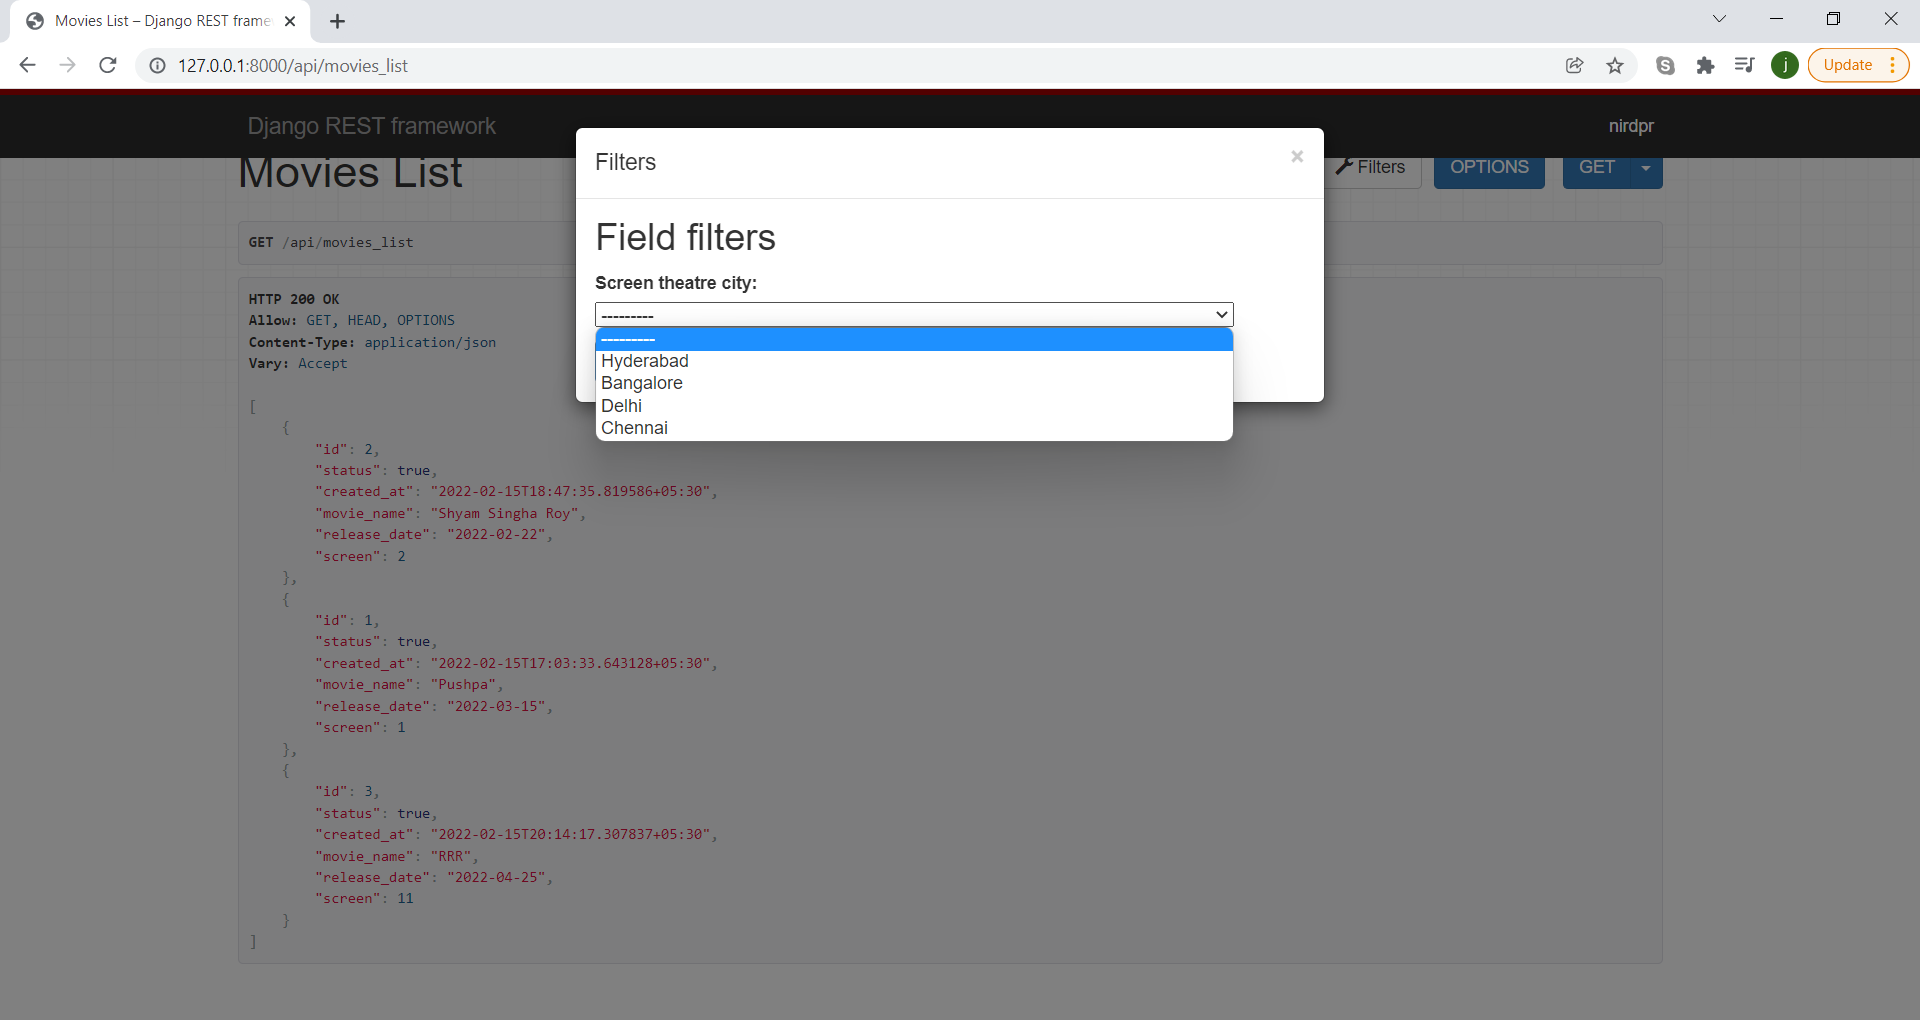 Movies List – Django REST frame
127.0.0.1:8000/api/movies_list
j
Update
Django REST framework
nirdpr
Movies List
Filters
OPTIONS
GET
Filters
×
Field filters
Screen theatre city:
---------
---------
Hyderabad
Bangalore
Delhi
Chennai
GET /api/movies_list
HTTP 200 OK
Allow: GET, HEAD, OPTIONS
Content-Type: application/json
Vary: Accept
[
{
"id": 2,
"status": true,
"created_at": "2022-02-15T18:47:35.819586+05:30",
"movie_name": "Shyam Singha Roy",
"release_date": "2022-02-22",
"screen": 2
},
{
"id": 1,
"status": true,
"created_at": "2022-02-15T17:03:33.643128+05:30",
"movie_name": "Pushpa",
"release_date": "2022-03-15",
"screen": 1
},
{
"id": 3,
"status": true,
"created_at": "2022-02-15T20:14:17.307837+05:30",
"movie_name": "RRR",
"release_date": "2022-04-25",
"screen": 11
}
]